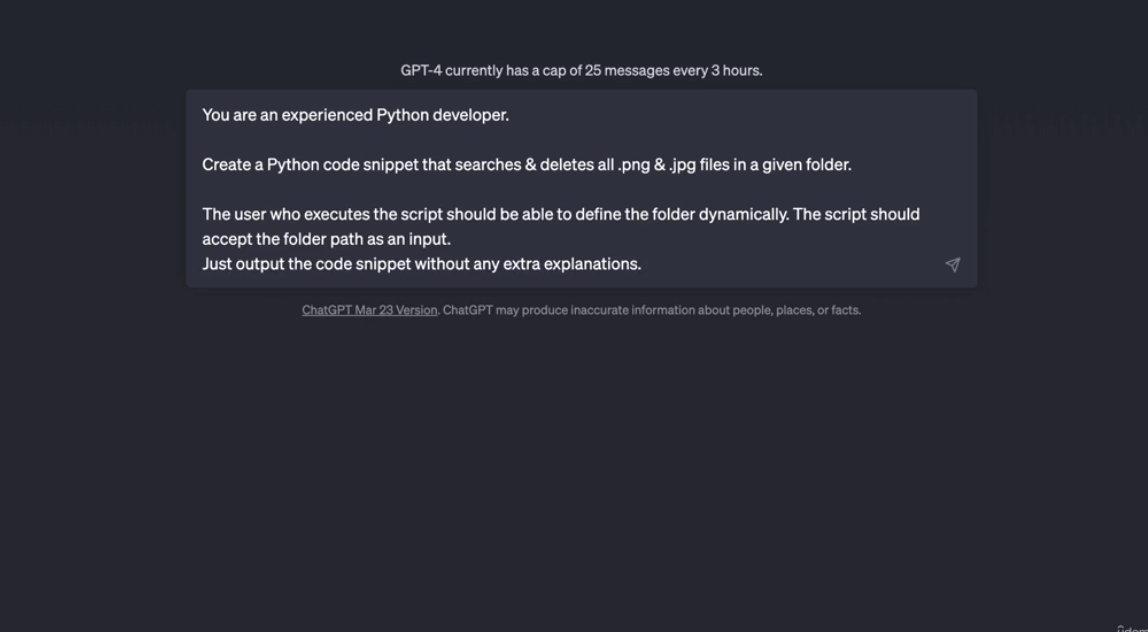 GPT-4 currently has a cap of 25 messages every 3 hours.
You are an experienced Python developer.
Create a Python code snippet that searches & deletes all .png & .jpg files in a given folder.
The user who executes the script should be able to define the folder dynamically. The script should
accept the folder path as an input.
Just output the code snippet without any extra explanations.
ChatGPT Mar 23 Version. ChatGPT may produce inaccurate information about people, places, or facts.